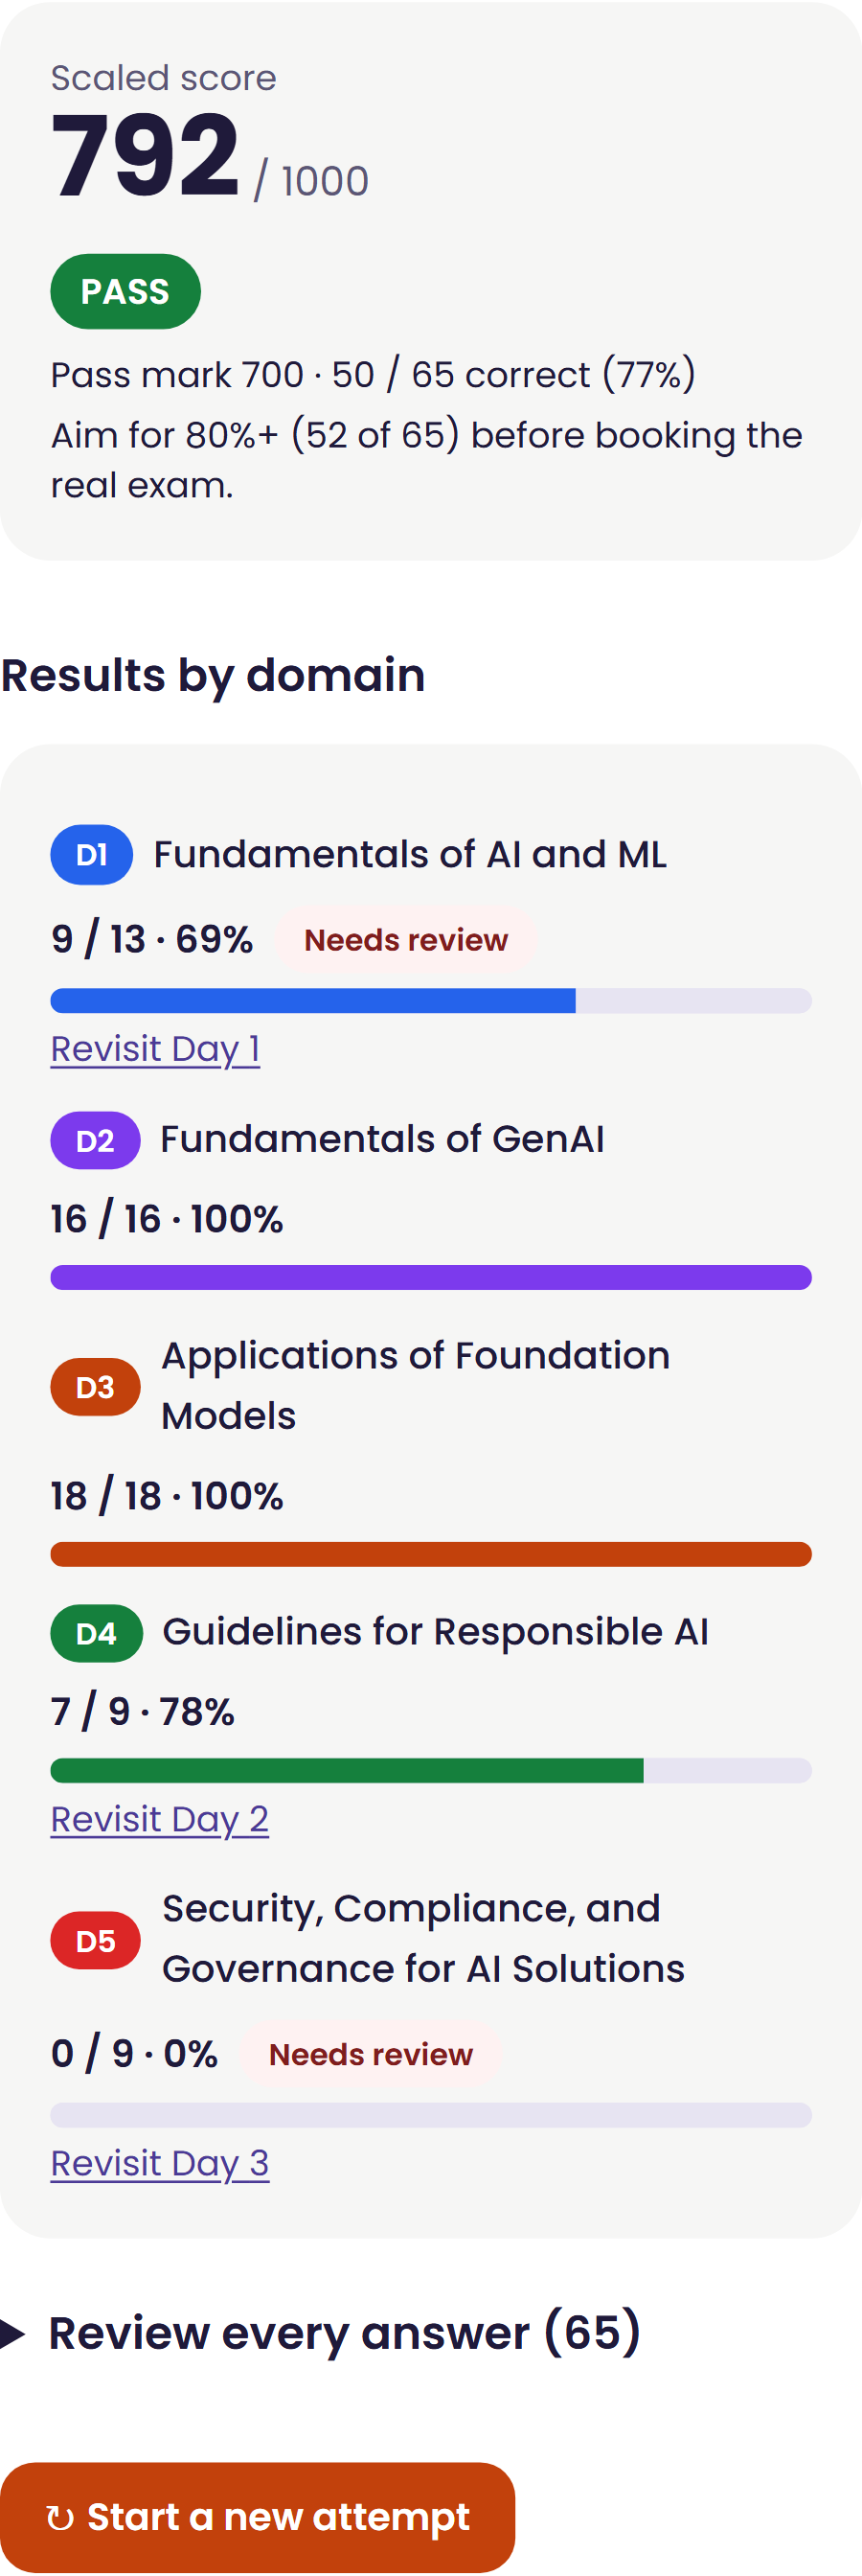 Scaled score
792 / 1000
PASS
Pass mark 700 · 50 / 65 correct (77%)
Aim for 80%+ (52 of 65) before booking the
real exam.
Results by domain
D1 Fundamentals of AI and ML
9 / 13 · 69% Needs review
Revisit Day 1
D2 Fundamentals of GenAI
16 / 16 · 100%
D3 Applications of Foundation
Models
18 / 18 · 100%
D4 Guidelines for Responsible AI
7 / 9 · 78%
Revisit Day 2
D5 Security, Compliance, and
Governance for AI Solutions
0 / 9 · 0% Needs review
Revisit Day 3
▶ Review every answer (65)
↻ Start a new attempt